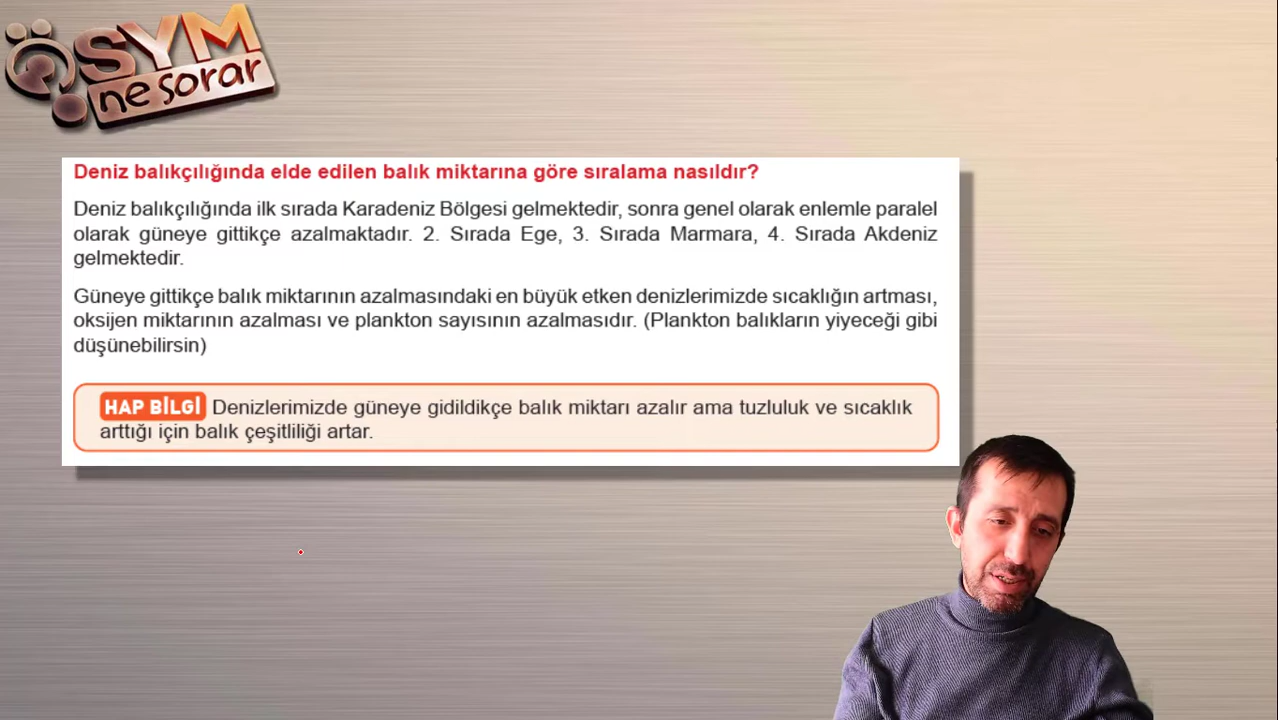 ÖSYM
ne sorar
Deniz balıkçılığında elde edilen balık miktarına göre sıralama nasıldır?
Deniz balıkçılığında ilk sırada Karadeniz Bölgesi gelmektedir, sonra genel olarak enlemle paralel
olarak güneye gittikçe azalmaktadır. 2. Sırada Ege, 3. Sırada Marmara, 4. Sırada Akdeniz
gelmektedir.
Güneye gittikçe balık miktarının azalmasındaki en büyük etken denizlerimizde sıcaklığın artması,
oksijen miktarının azalması ve plankton sayısının azalmasıdır. (Plankton balıkların yiyeceği gibi
düşünebilirsin)
HAP BİLGİ Denizlerimizde güneye gidildikçe balık miktarı azalır ama tuzluluk ve sıcaklık
arttığı için balık çeşitliliği artar.